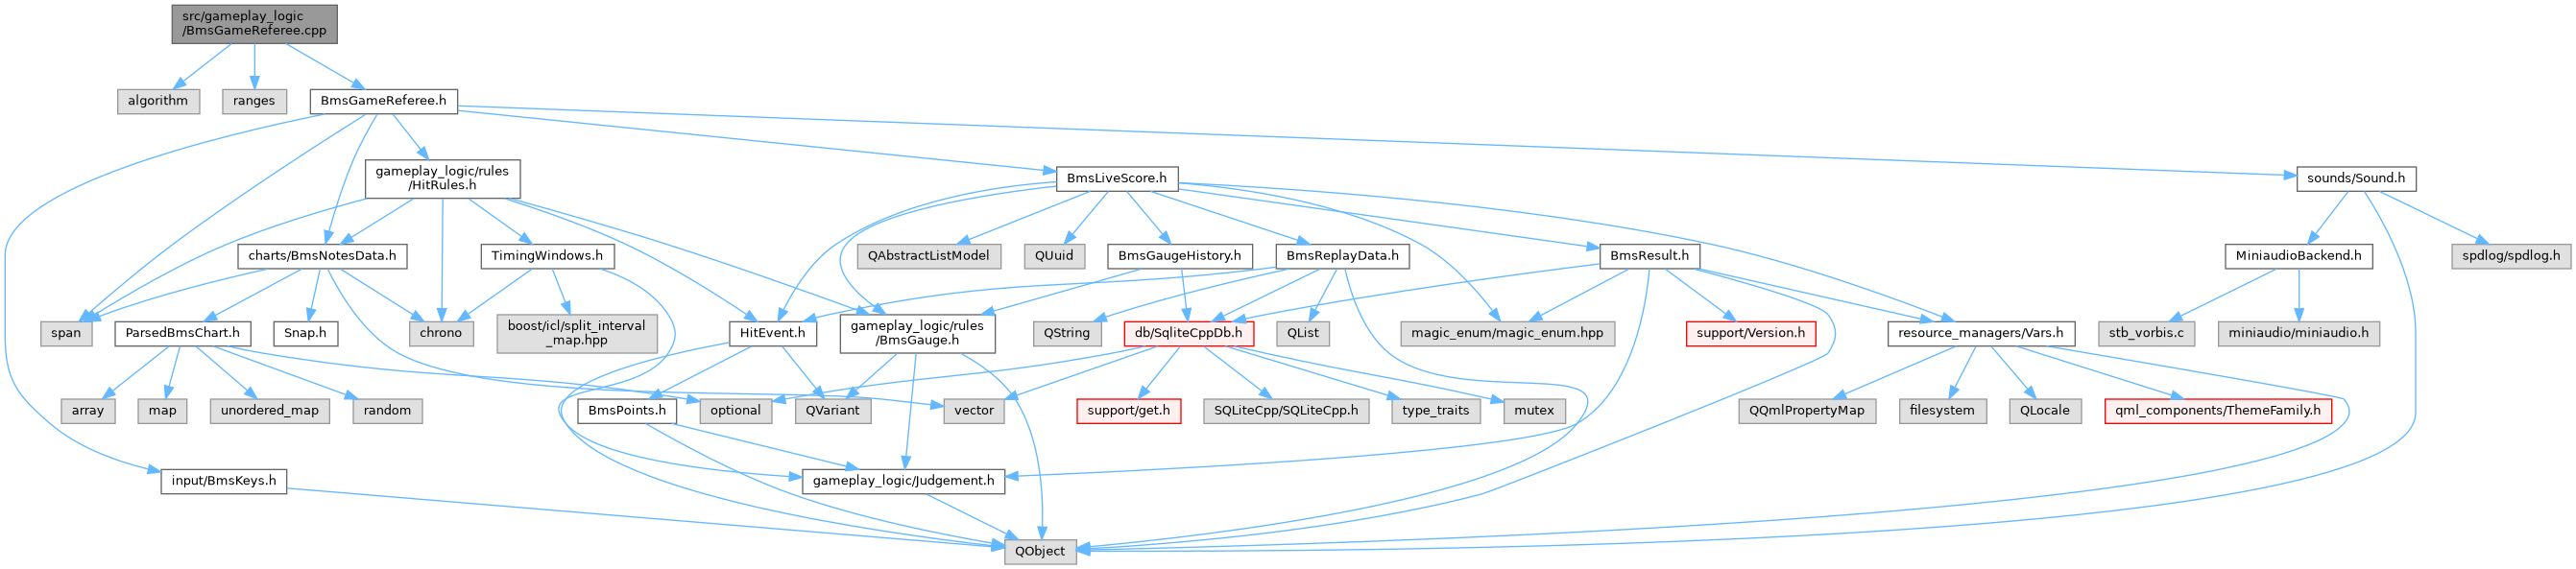 src/gameplay_logic
/BmsGameReferee.cpp
algorithm
ranges
BmsGameReferee.h
gameplay_logic/rules
/HitRules.h
BmsLiveScore.h
sounds/Sound.h
charts/BmsNotesData.h
TimingWindows.h
QAbstractListModel
QUuid
BmsGaugeHistory.h
BmsReplayData.h
BmsResult.h
MiniaudioBackend.h
spdlog/spdlog.h
span
ParsedBmsChart.h
Snap.h
chrono
boost/icl/split_interval
_map.hpp
HitEvent.h
gameplay_logic/rules
/BmsGauge.h
QString
db/SqliteCppDb.h
QList
magic_enum/magic_enum.hpp
support/Version.h
resource_managers/Vars.h
stb_vorbis.c
miniaudio/miniaudio.h
array
map
unordered_map
random
BmsPoints.h
optional
QVariant
vector
support/get.h
SQLiteCpp/SQLiteCpp.h
type_traits
mutex
QQmlPropertyMap
filesystem
QLocale
qml_components/ThemeFamily.h
input/BmsKeys.h
gameplay_logic/Judgement.h
QObject